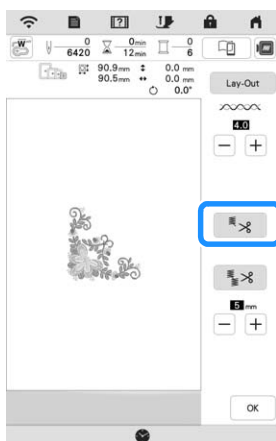 ?
W
0
6420
0min
12min
0
6
90.9mm
90.5mm
0.0 mm
0.0 mm
0.0°
Lay-Out
4.0
− +
5 mm
− +
OK